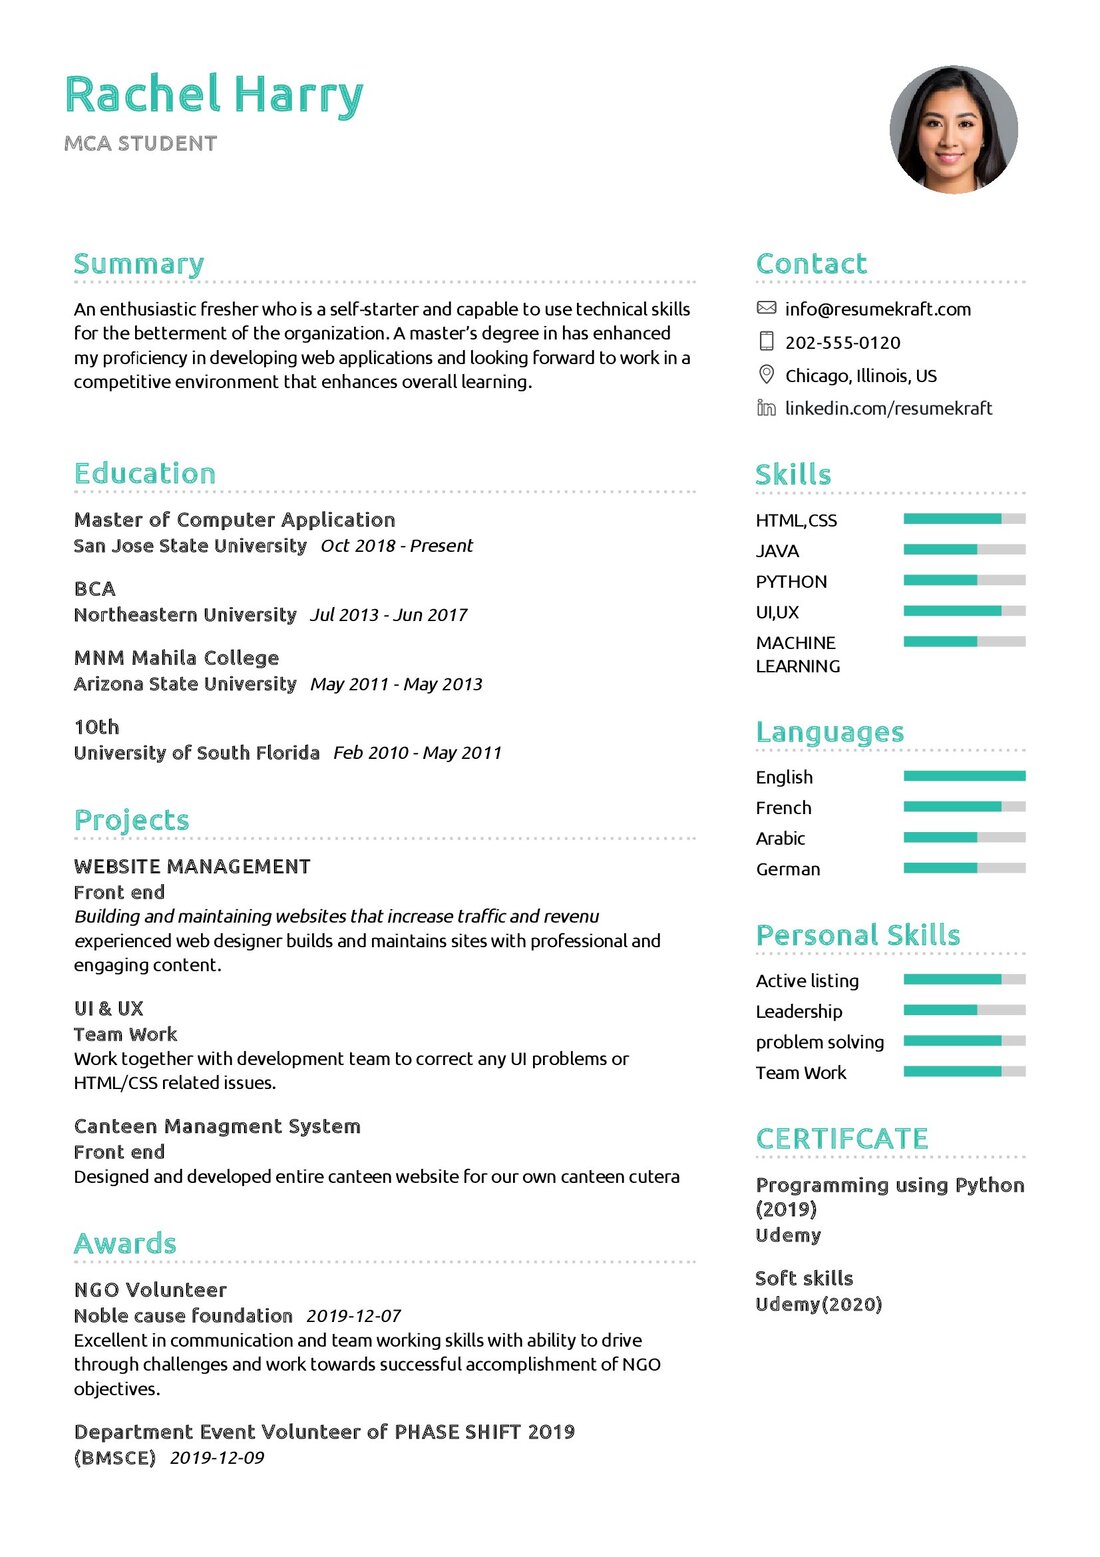 Rachel Harry
MCA STUDENT
Summary
An enthusiastic fresher who is a self-starter and capable to use technical skills
for the betterment of the organization. A master's degree in has enhanced
my proficiency in developing web applications and looking forward to work in a
competitive environment that enhances overall learning.
Education
Master of Computer Application
San Jose State University Oct 2018 - Present
BCA
Northeastern University Jul 2013 - Jun 2017
MNM Mahila College
Arizona State University May 2011 - May 2013
10th
University of South Florida Feb 2010 - May 2011
Projects
WEBSITE MANAGEMENT
Front end
Building and maintaining websites that increase traffic and revenu
experienced web designer builds and maintains sites with professional and
engaging content.
UI & UX
Team Work
Work together with development team to correct any UI problems or
HTML/CSS related issues.
Canteen Managment System
Front end
Designed and developed entire canteen website for our own canteen cutera
Awards
NGO Volunteer
Noble cause foundation 2019-12-07
Excellent in communication and team working skills with ability to drive
through challenges and work towards successful accomplishment of NGO
objectives.
Department Event Volunteer of PHASE SHIFT 2019
(BMSCE) 2019-12-09
Contact
info@resumekraft.com
202-555-0120
Chicago, Illinois, US
in linkedin.com/resumekraft
Skills
HTML,CSS
JAVA
PYTHON
UI,UX
MACHINE
LEARNING
Languages
English
French
Arabic
German
Personal Skills
Active listing
Leadership
problem solving
Team Work
CERTIFCATE
Programming using Python
(2019)
Udemy
Soft skills
Udemy(2020)